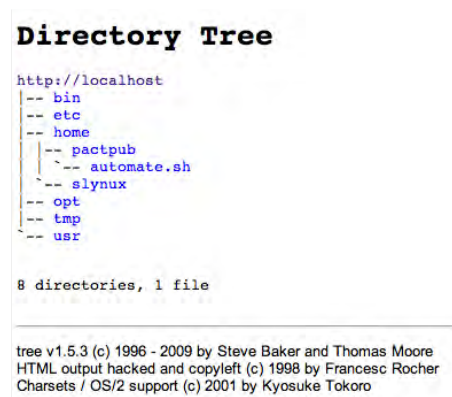 Directory Tree
http://localhost
|-- bin
|-- etc
|-- home
|   |-- pactpub
|   |   `-- automate.sh
|   `-- slynux
|-- opt
|-- tmp
`-- usr
8 directories, 1 file
tree v1.5.3 (c) 1996 - 2009 by Steve Baker and Thomas Moore
HTML output hacked and copyleft (c) 1998 by Francesc Rocher
Charsets / OS/2 support (c) 2001 by Kyosuke Tokoro